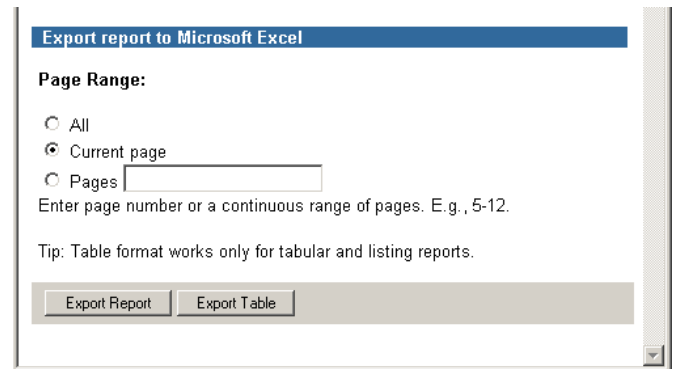 Export report to Microsoft Excel
Page Range:
All
Current page
Pages
Enter page number or a continuous range of pages. E.g., 5-12.
Tip: Table format works only for tabular and listing reports.
Export Report Export Table